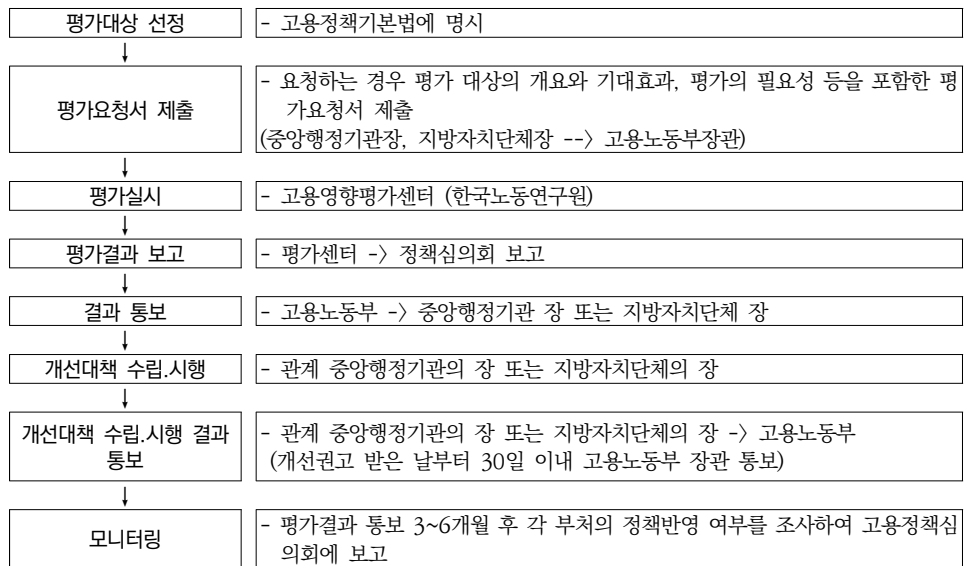 평가대상 선정
- 고용정책기본법에 명시
↓
평가요청서 제출
- 요청하는 경우 평가 대상의 개요와 기대효과, 평가의 필요성 등을 포함한 평
가요청서 제출
(중앙행정기관장, 지방자치단체장 --> 고용노동부장관)
↓
평가실시
- 고용영향평가센터 (한국노동연구원)
↓
평가결과 보고
- 평가센터 -> 정책심의회 보고
↓
결과 통보
- 고용노동부 -> 중앙행정기관 장 또는 지방자치단체 장
↓
개선대책 수립.시행
- 관계 중앙행정기관의 장 또는 지방자치단체의 장
↓
개선대책 수립.시행 결과
통보
- 관계 중앙행정기관의 장 또는 지방자치단체의 장 -> 고용노동부
(개선권고 받은 날부터 30일 이내 고용노동부 장관 통보)
↓
모니터링
- 평가결과 통보 3~6개월 후 각 부처의 정책반영 여부를 조사하여 고용정책심
의회에 보고